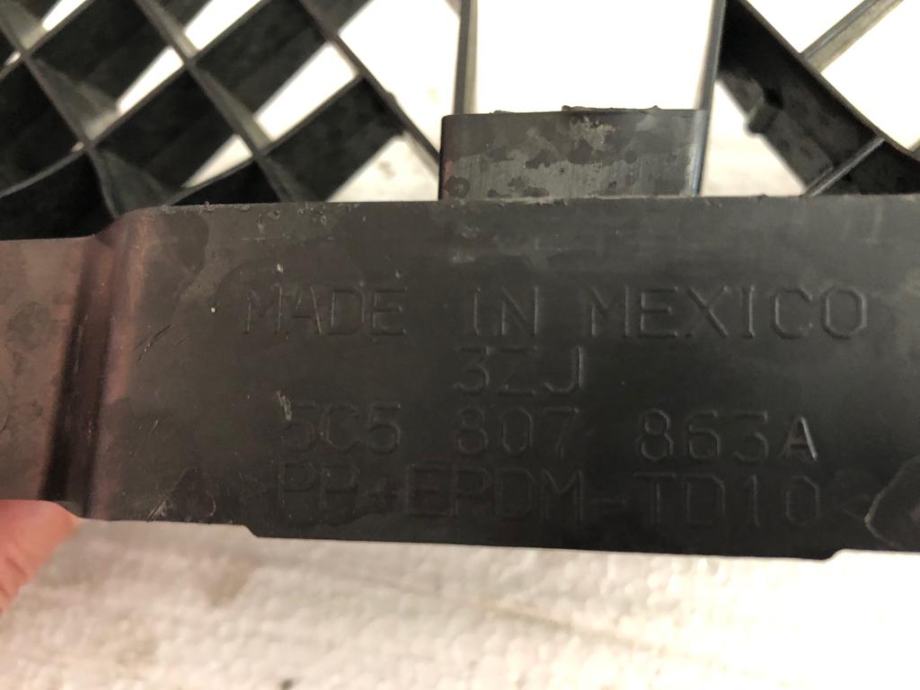 MADE IN MEXICO
3ZJ
5C5 807 863A
>PP+EPDM-TD10<